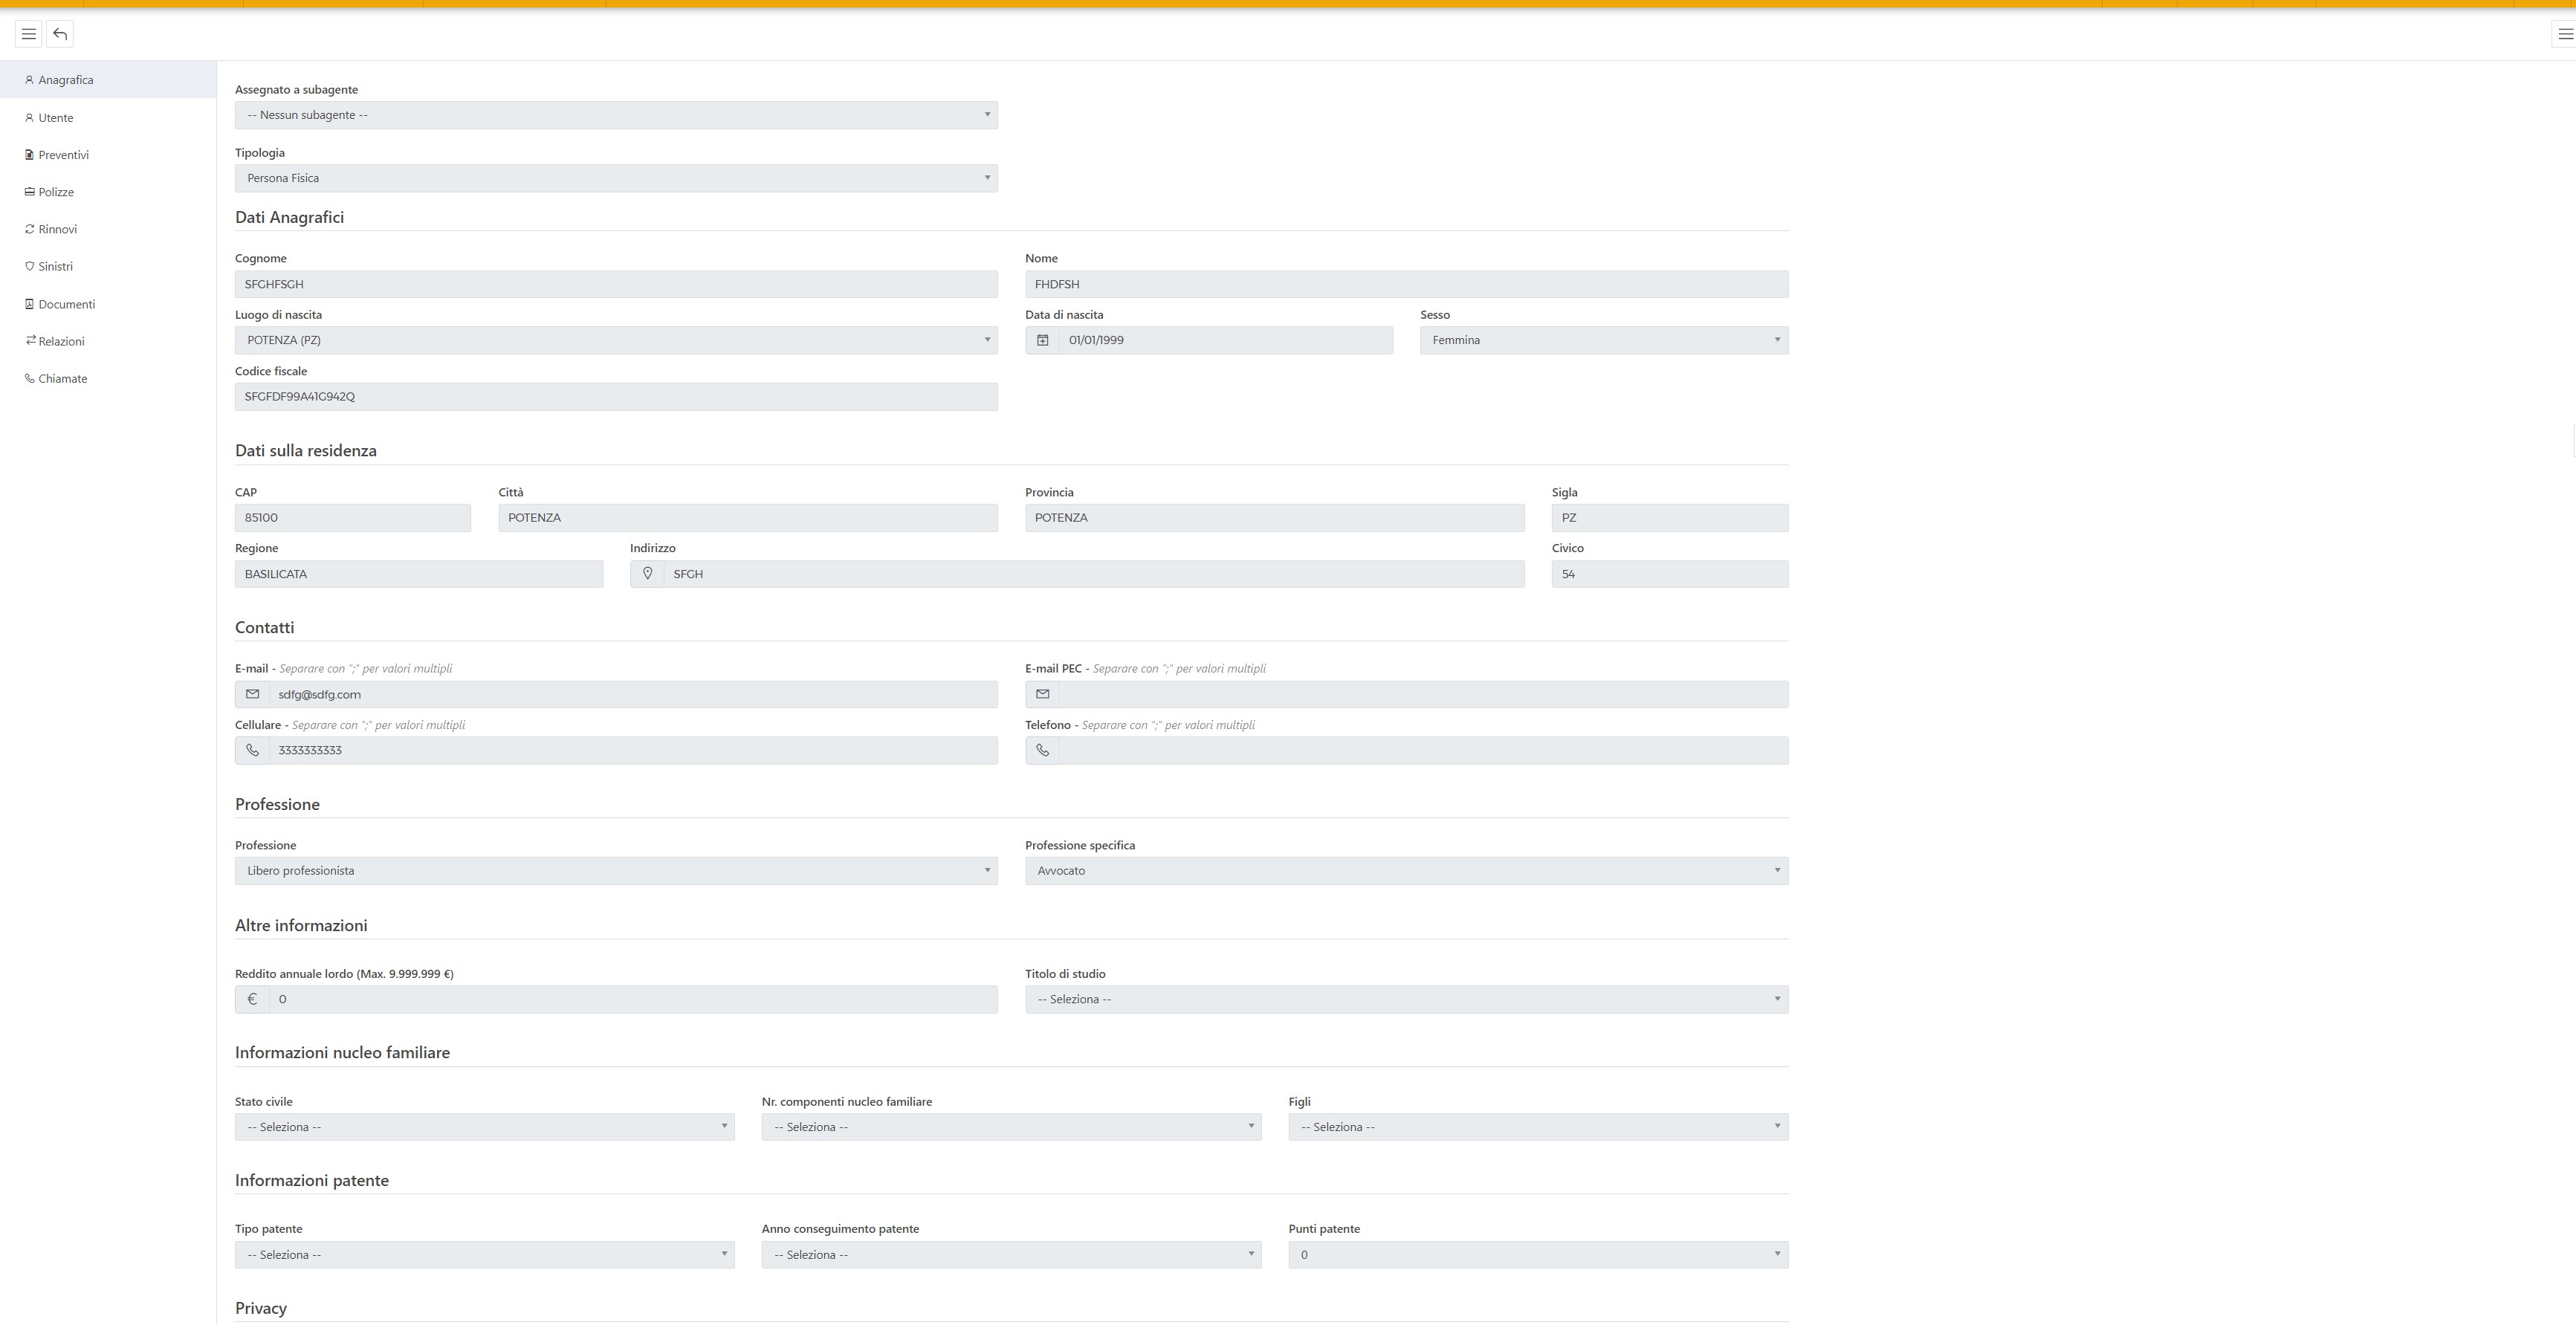 Anagrafica
Utente
Preventivi
Polizze
Rinnovi
Sinistri
Documenti
Relazioni
Chiamate
Assegnato a subagente
-- Nessun subagente --
Tipologia
Persona Fisica
Dati Anagrafici
Cognome Nome
SFGHFSGH FHDFSH
Luogo di nascita Data di nascita Sesso
POTENZA (PZ) 01/01/1999 Femmina
Codice fiscale
SFGFDF99A41G942Q
Dati sulla residenza
CAP Città Provincia Sigla
85100 POTENZA POTENZA PZ
Regione Indirizzo Civico
BASILICATA SFGH 54
Contatti
E-mail - Separare con ";" per valori multipli E-mail PEC - Separare con ";" per valori multipli
sdfg@sdfg.com
Cellulare - Separare con ";" per valori multipli Telefono - Separare con ";" per valori multipli
3333333333
Professione
Professione Professione specifica
Libero professionista Avvocato
Altre informazioni
Reddito annuale lordo (Max. 9.999.999 €) Titolo di studio
€ 0 -- Seleziona --
Informazioni nucleo familiare
Stato civile Nr. componenti nucleo familiare Figli
-- Seleziona -- -- Seleziona -- -- Seleziona --
Informazioni patente
Tipo patente Anno conseguimento patente Punti patente
-- Seleziona -- -- Seleziona -- 0
Privacy